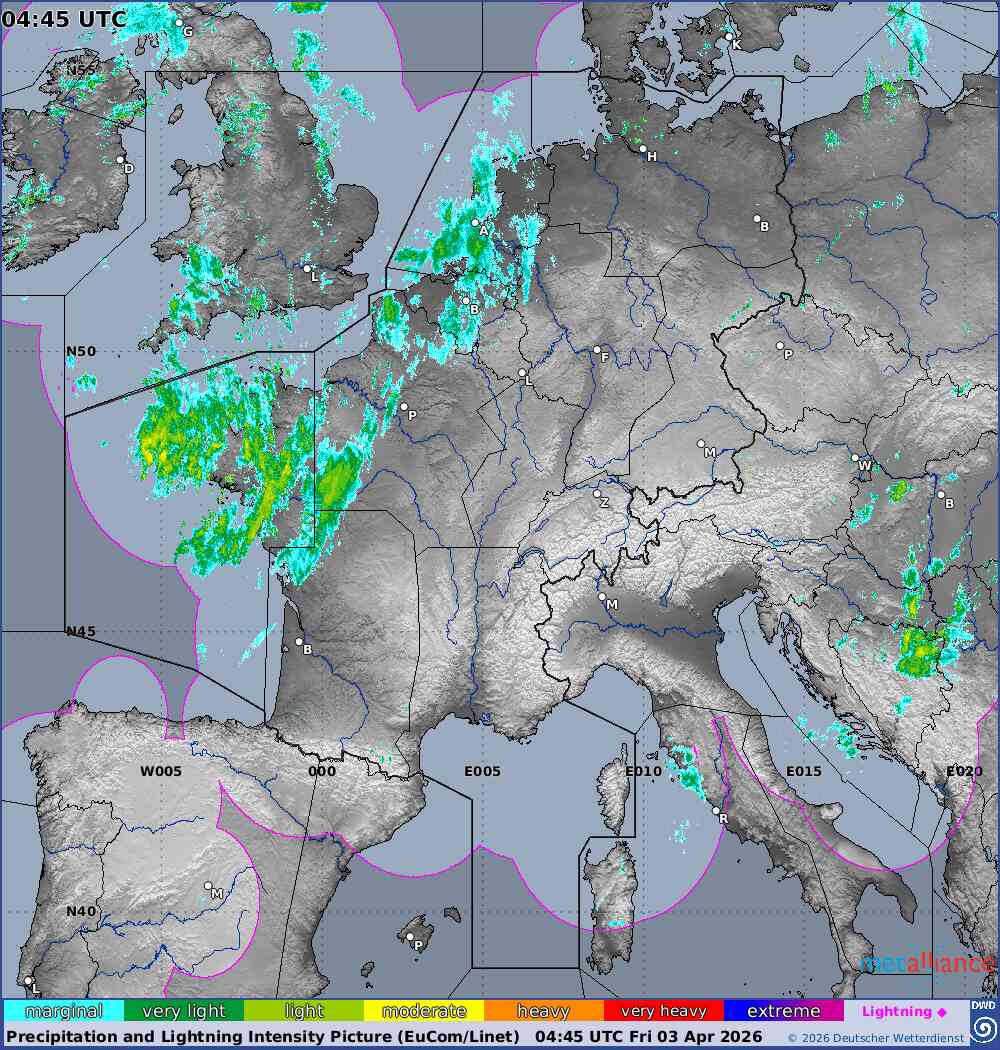 04:45 UTC
G
K
N55
H
D
A
B
L
B
N50
F
P
L
P
M
W
Z
B
M
N45
B
W005
000
E005
E010
E015
E020
R
M
N40
P
L
metalliance
marginal very light light moderate heavy very heavy extreme Lightning ◆
DWD
Precipitation and Lightning Intensity Picture (EuCom/Linet) 04:45 UTC Fri 03 Apr 2026 © 2026 Deutscher Wetterdienst